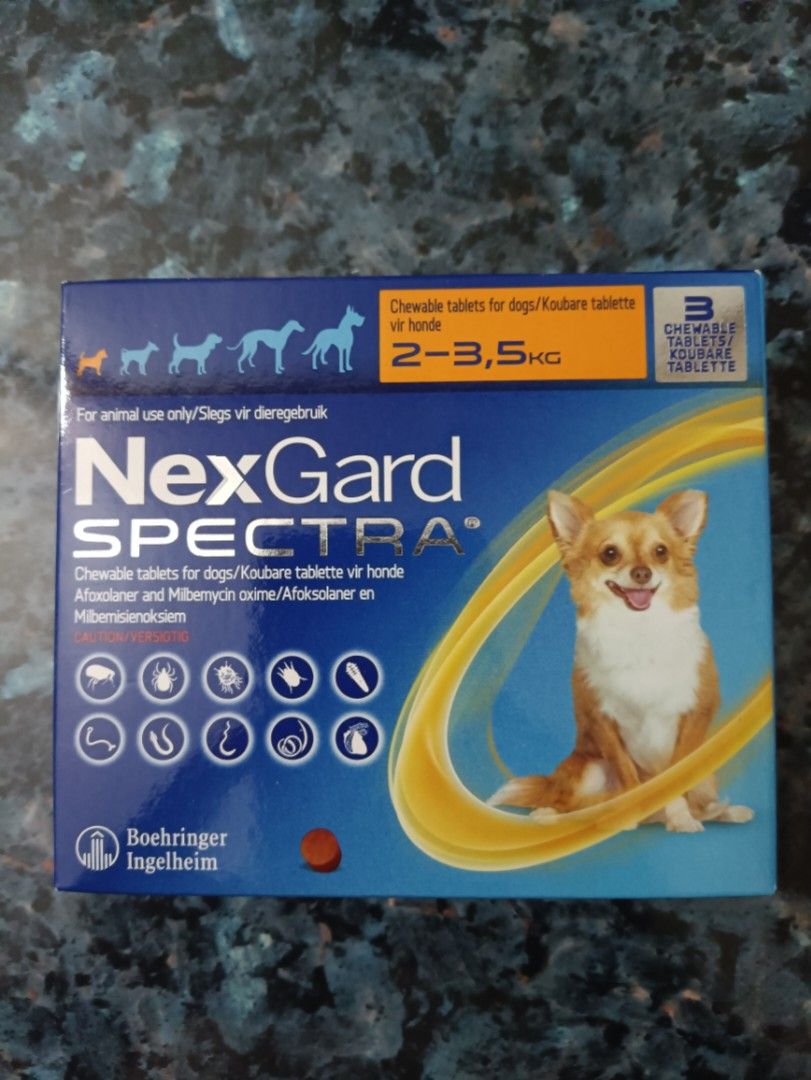 Chewable tablets for dogs/Koubare tablette
vir honde
2-3,5KG
3
CHEWABLE
TABLETS/
KOUBARE
TABLETTE
For animal use only/Slegs vir dieregebruik
NexGard
SPECTRA®
Chewable tablets for dogs/Koubare tablette vir honde
Afoxolaner and Milbemycin oxime/Afoksolaner en
Milbemisienoksiem
CAUTION/VERSIGTIG
Boehringer
Ingelheim